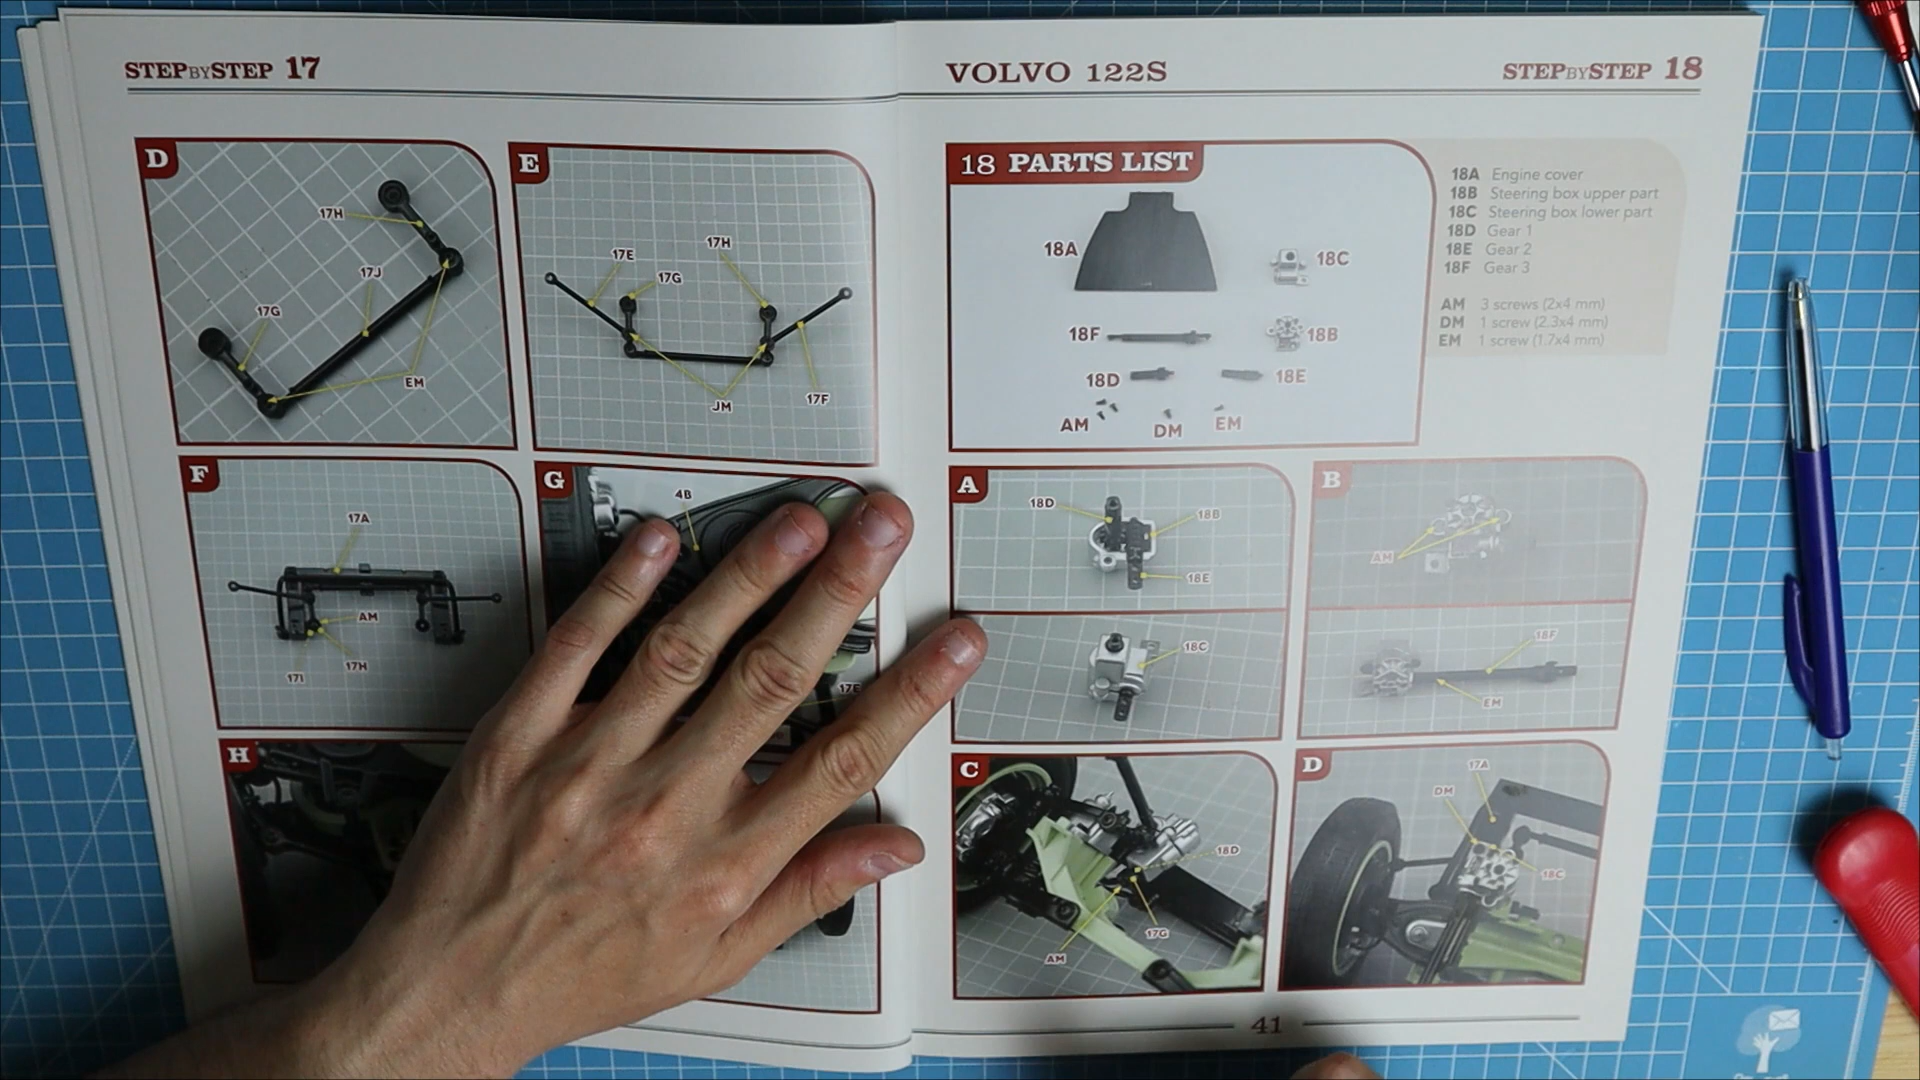 STEPBYSTEP 17
D
17H
17J
17G
EM
E
17H
17E
17G
JM
17F
F
17A
AM
17H
17I
G
4B
17E
H
VOLVO 122S
STEPBYSTEP 18
18 PARTS LIST
18A
18C
18F
18B
18D
18E
AM
DM
EM
18A Engine cover
18B Steering box upper part
18C Steering box lower part
18D Gear 1
18E Gear 2
18F Gear 3
AM 3 screws (2x4 mm)
DM 1 screw (2.3x4 mm)
EM 1 screw (1.7x4 mm)
A
18D
18B
18E
18C
B
AM
18F
EM
C
18D
17G
AM
D
17A
DM
18C
41